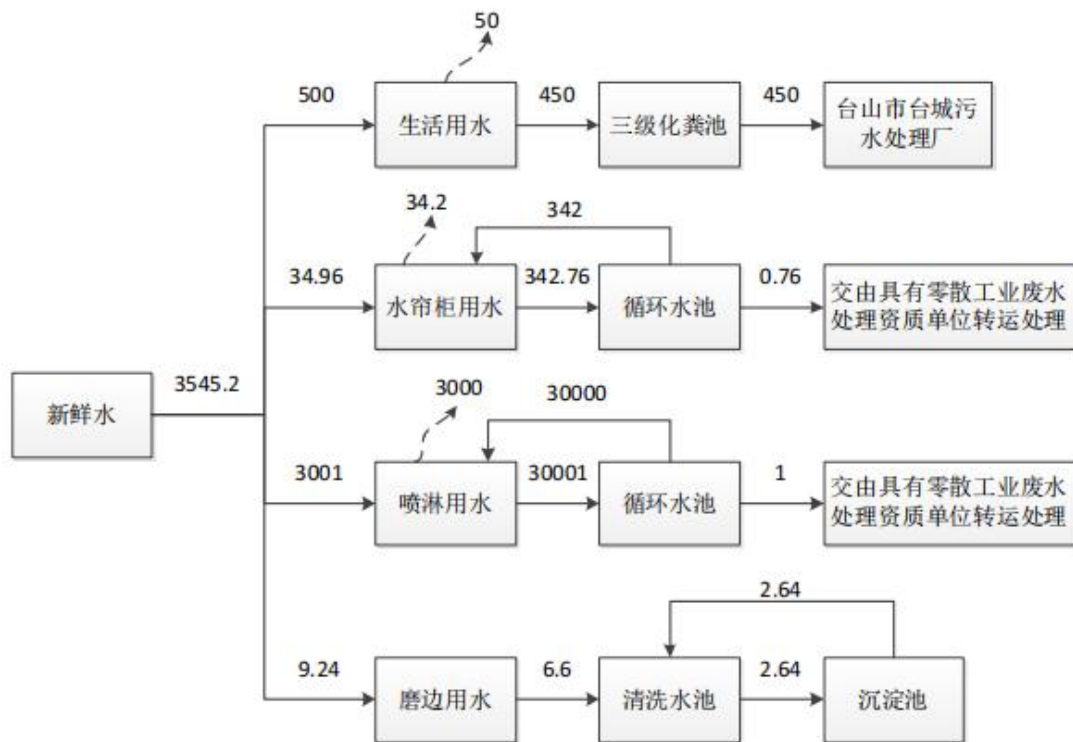 50
500
生活用水
450
三级化粪池
450
台山市台城污
水处理厂
34.2
342
34.96
水帘柜用水
342.76
循环水池
0.76
交由具有零散工业废水
处理资质单位转运处理
新鲜水
3545.2
3000
30000
3001
喷淋用水
30001
循环水池
1
交由具有零散工业废水
处理资质单位转运处理
2.64
9.24
磨边用水
6.6
清洗水池
2.64
沉淀池